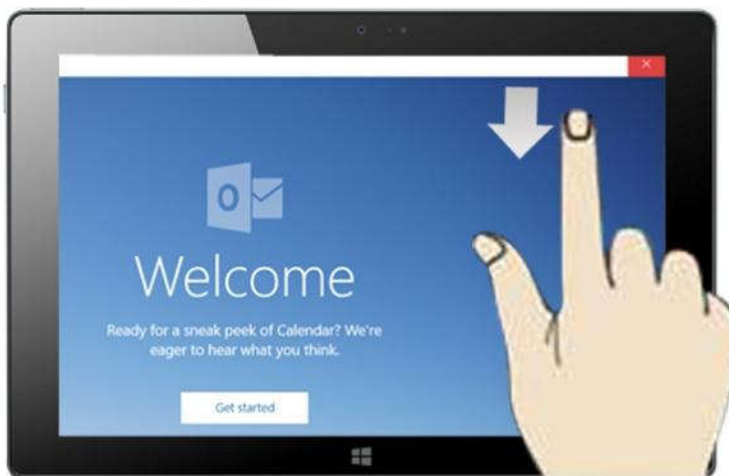 Welcome
Ready for a sneak peek of Calendar? We're
eager to hear what you think.
Get started